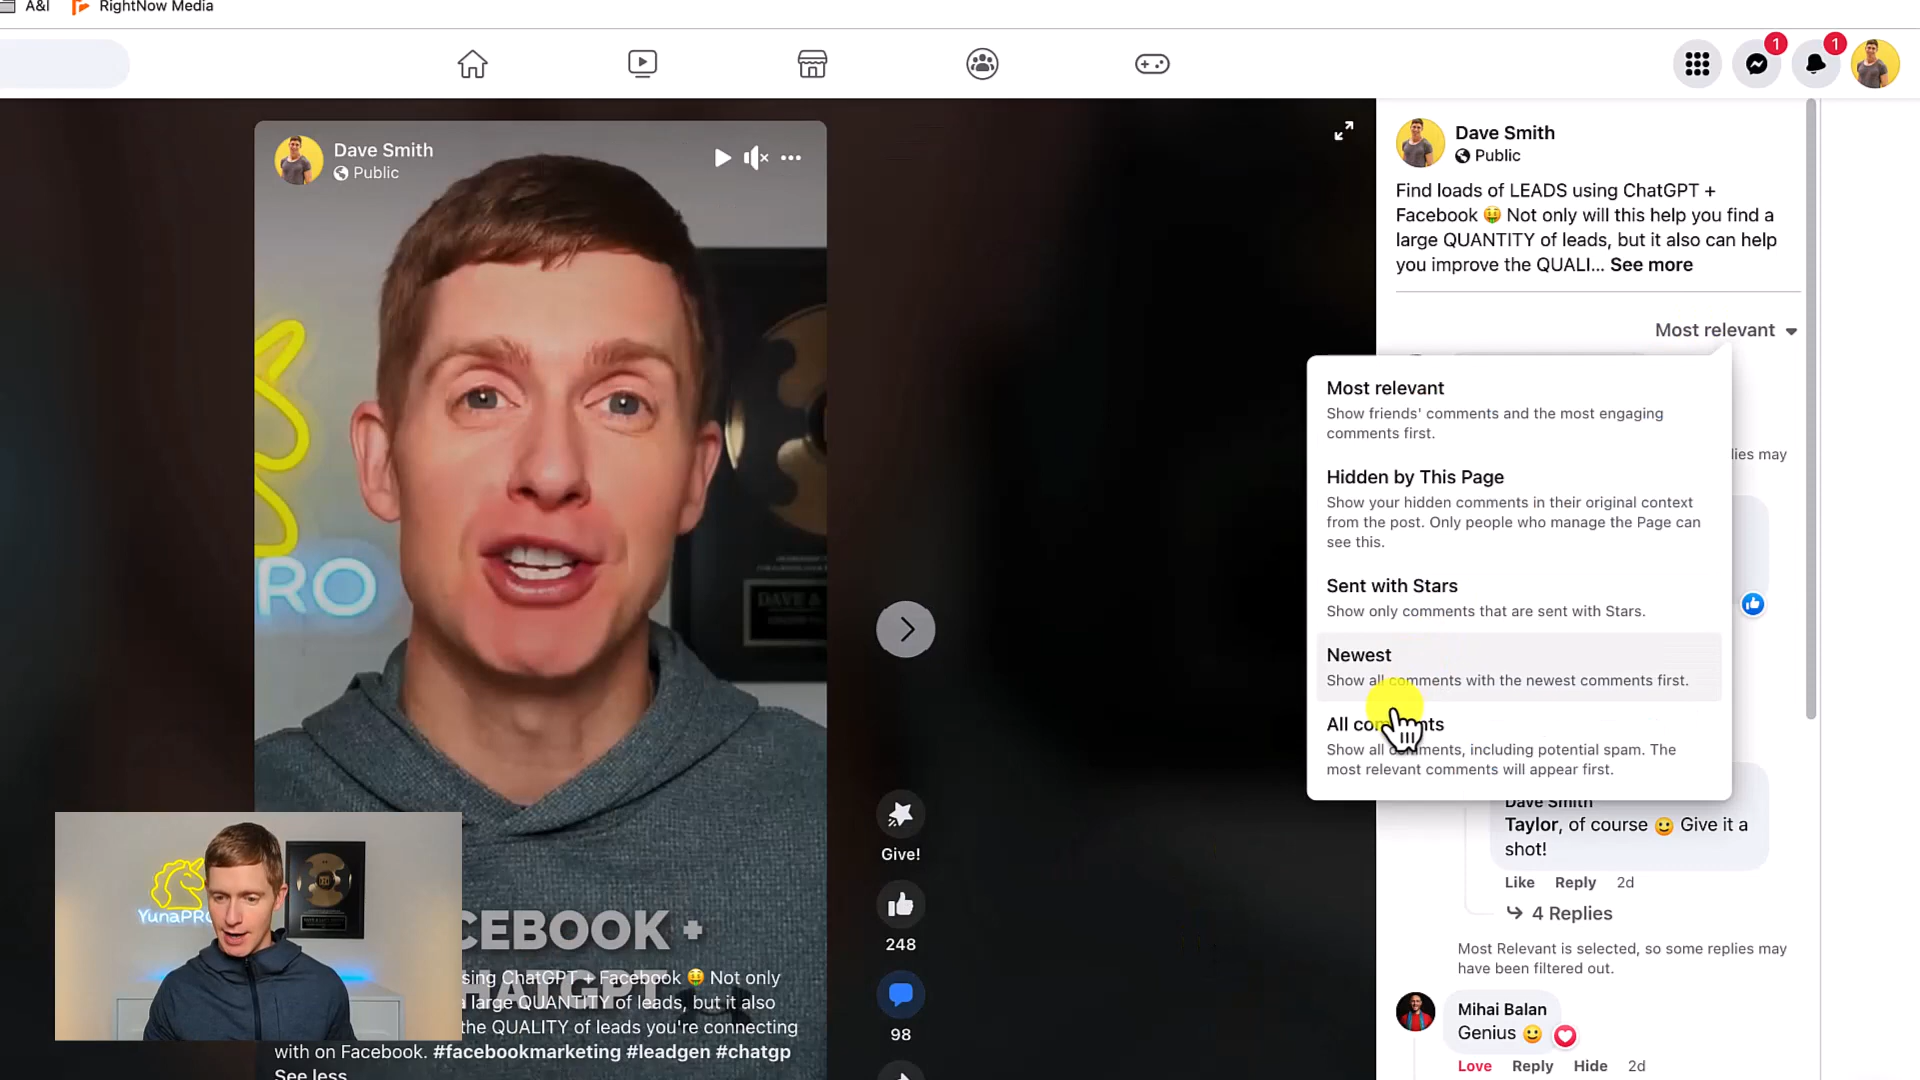 A&I
RightNow Media
1
1
Dave Smith
Public
Dave Smith
Public
Find loads of LEADS using ChatGPT +
Facebook 🤑 Not only will this help you find a
large QUANTITY of leads, but it also can help
you improve the QUALI... See more
Most relevant
Most relevant
Show friends' comments and the most engaging
comments first.
Hidden by This Page
Show your hidden comments in their original context
from the post. Only people who manage the Page can
see this.
Sent with Stars
Show only comments that are sent with Stars.
Newest
Show all comments with the newest comments first.
All comments
Show all comments, including potential spam. The
most relevant comments will appear first.
may
RO
DAVE
Dave Smith
Taylor, of course 🙂 Give it a
shot!
Like Reply 2d
4 Replies
Most Relevant is selected, so some replies may
have been filtered out.
Mihai Balan
Genius 🙂
Love Reply Hide 2d
Give!
248
98
YunaPRO
CEBOOK +
HATGPT
sing ChatGPT + Facebook 🤑 Not only
large QUANTITY of leads, but it also
the QUALITY of leads you're connecting
with on Facebook. #facebookmarketing #leadgen #chatgp
See less